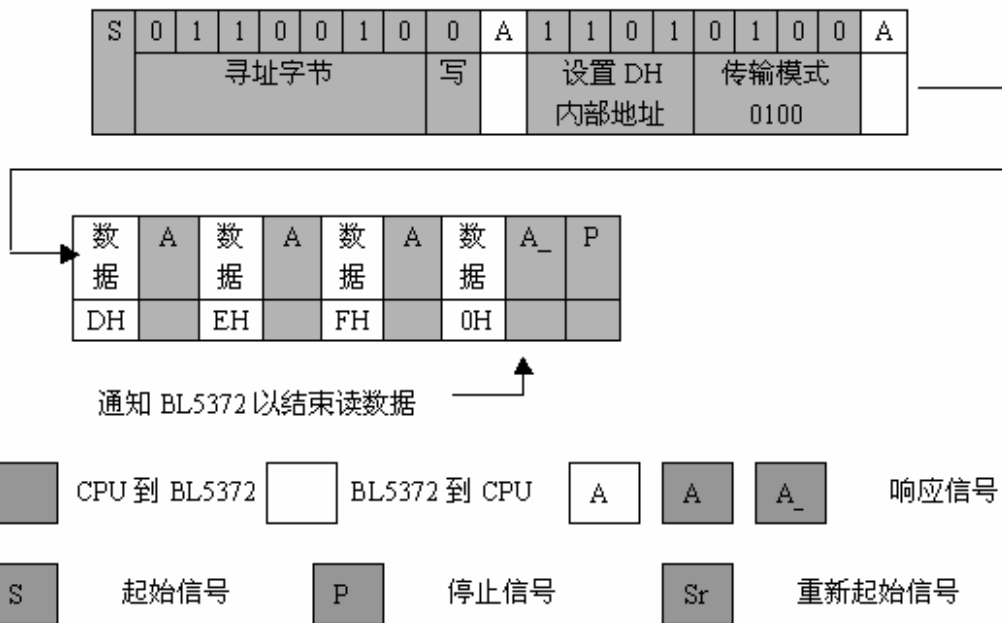 S 0 1 1 0 0 1 0 0 A 1 1 0 1 0 1 0 0 A
寻址字节 写 设置 DH 传输模式
内部地址 0100
数 A 数 A 数 A 数 A_ P
据 据 据 据
DH EH FH 0H
通知 BL5372 以结束读数据
CPU 到 BL5372 BL5372 到 CPU A A A_ 响应信号
S 起始信号 P 停止信号 Sr 重新起始信号